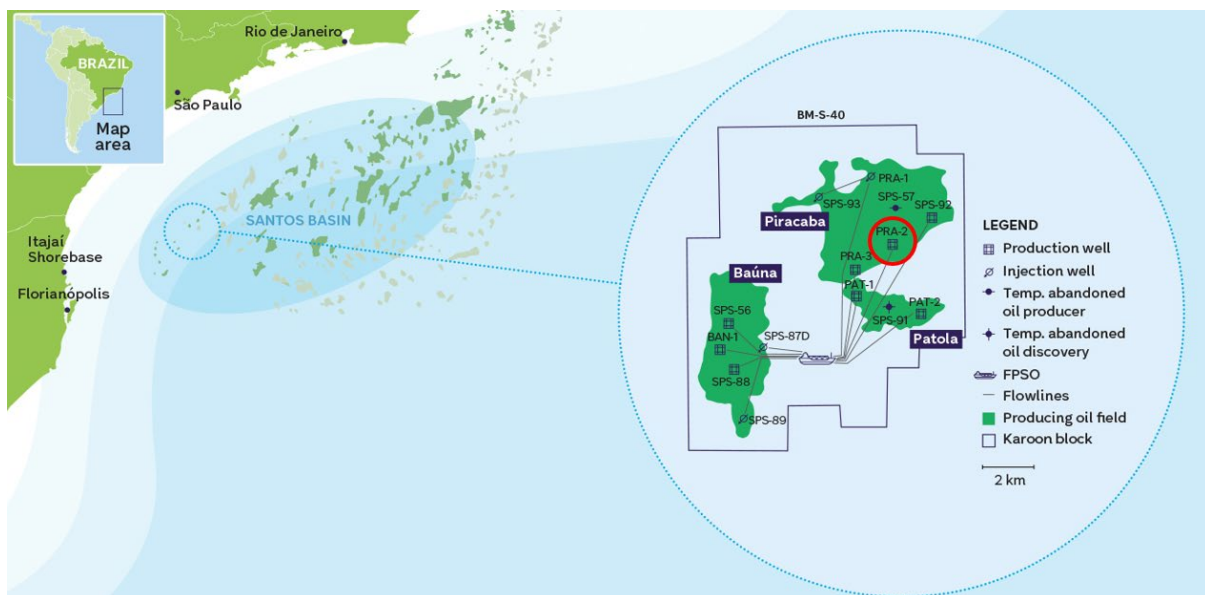 BRAZIL
Map
area
Rio de Janeiro
São Paulo
SANTOS BASIN
Itajaí
Shorebase
Florianópolis
BM-S-40
PRA-1
SPS-57
SPS-93
SPS-92
Piracaba
PRA-2
PRA-3
Baúna
PAT-1
PAT-2
SPS-56
SPS-91
SPS-87D
BAN-1
Patola
SPS-88
SPS-89
LEGEND
Production well
Injection well
Temp. abandoned
oil producer
Temp. abandoned
oil discovery
FPSO
Flowlines
Producing oil field
Karoon block
2 km